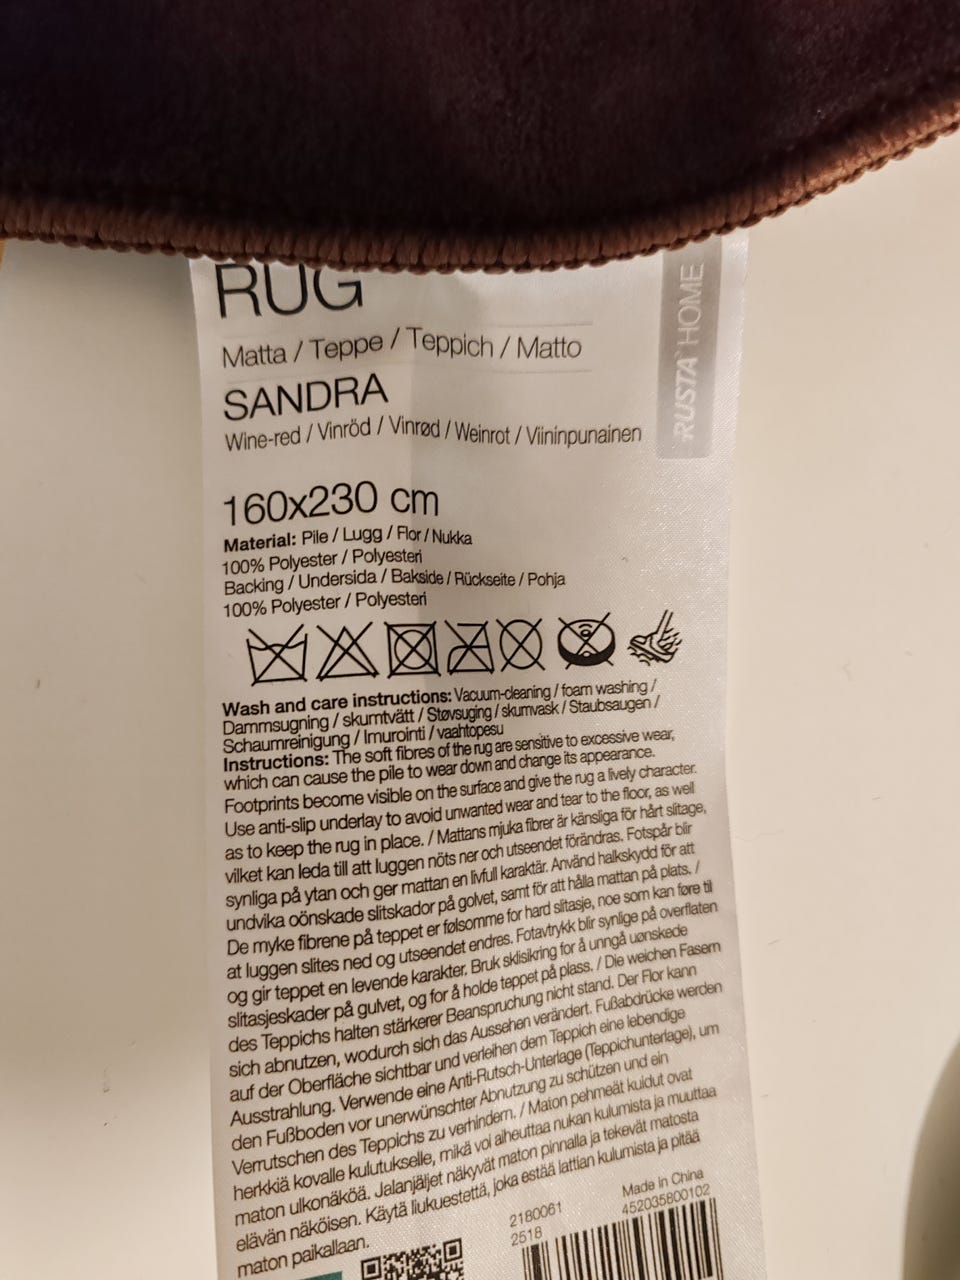 RUG
Matta / Teppe / Teppich / Matto
SANDRA
Wine-red / Vinröd / Vinrød / Weinrot / Viininpunainen
RUSTA HOME
160x230 cm
Material: Pile / Lugg / Flor / Nukka
100% Polyester / Polyesteri
Backing / Undersida / Bakside / Rückseite / Pohja
100% Polyester / Polyesteri
Wash and care instructions: Vacuum-cleaning / foam washing /
Dammsugning / skumtvätt / Støvsuging / skumvask / Staubsaugen /
Schaumreinigung / Imurointi / vaahtopesu
Instructions: The soft fibres of the rug are sensitive to excessive wear,
which can cause the pile to wear down and change its appearance.
Footprints become visible on the surface and give the rug a lively character.
Use anti-slip underlay to avoid unwanted wear and tear to the floor, as well
as to keep the rug in place. / Mattans mjuka fibrer är känsliga för hårt slitage,
vilket kan leda till att luggen nöts ner och utseendet förändras. Fotspår blir
synliga på ytan och ger mattan en livfull karaktär. Använd halkskydd för att
undvika oönskade slitskador på golvet, samt för att hålla mattan på plats. /
De myke fibrene på teppet er følsomme for hard slitasje, noe som kan føre til
at luggen slites ned og utseendet endres. Fotavtrykk blir synlige på overflaten
og gir teppet en levende karakter. Bruk sklisikring for å unngå uønskede
slitasjeskader på gulvet, og for å holde teppet på plass. / Die weichen Fasern
des Teppichs halten stärkerer Beanspruchung nicht stand. Der Flor kann
sich abnutzen, wodurch sich das Aussehen verändert. Fußabdrücke werden
auf der Oberfläche sichtbar und verleihen dem Teppich eine lebendige
Ausstrahlung. Verwende eine Anti-Rutsch-Unterlage (Teppichunterlage), um
den Fußboden vor unerwünschter Abnutzung zu schützen und ein
Verrutschen des Teppichs zu verhindern. / Maton pehmeät kuidut ovat
herkkiä kovalle kulutukselle, mikä voi aiheuttaa nukan kulumista ja muuttaa
maton ulkonäköä. Jalanjäljet näkyvät maton pinnalla ja tekevät matosta
elävän näköisen. Käytä liukuestettä, joka estää lattian kulumista ja pitää
maton paikallaan.
2180061
2518
Made in China
452035800102